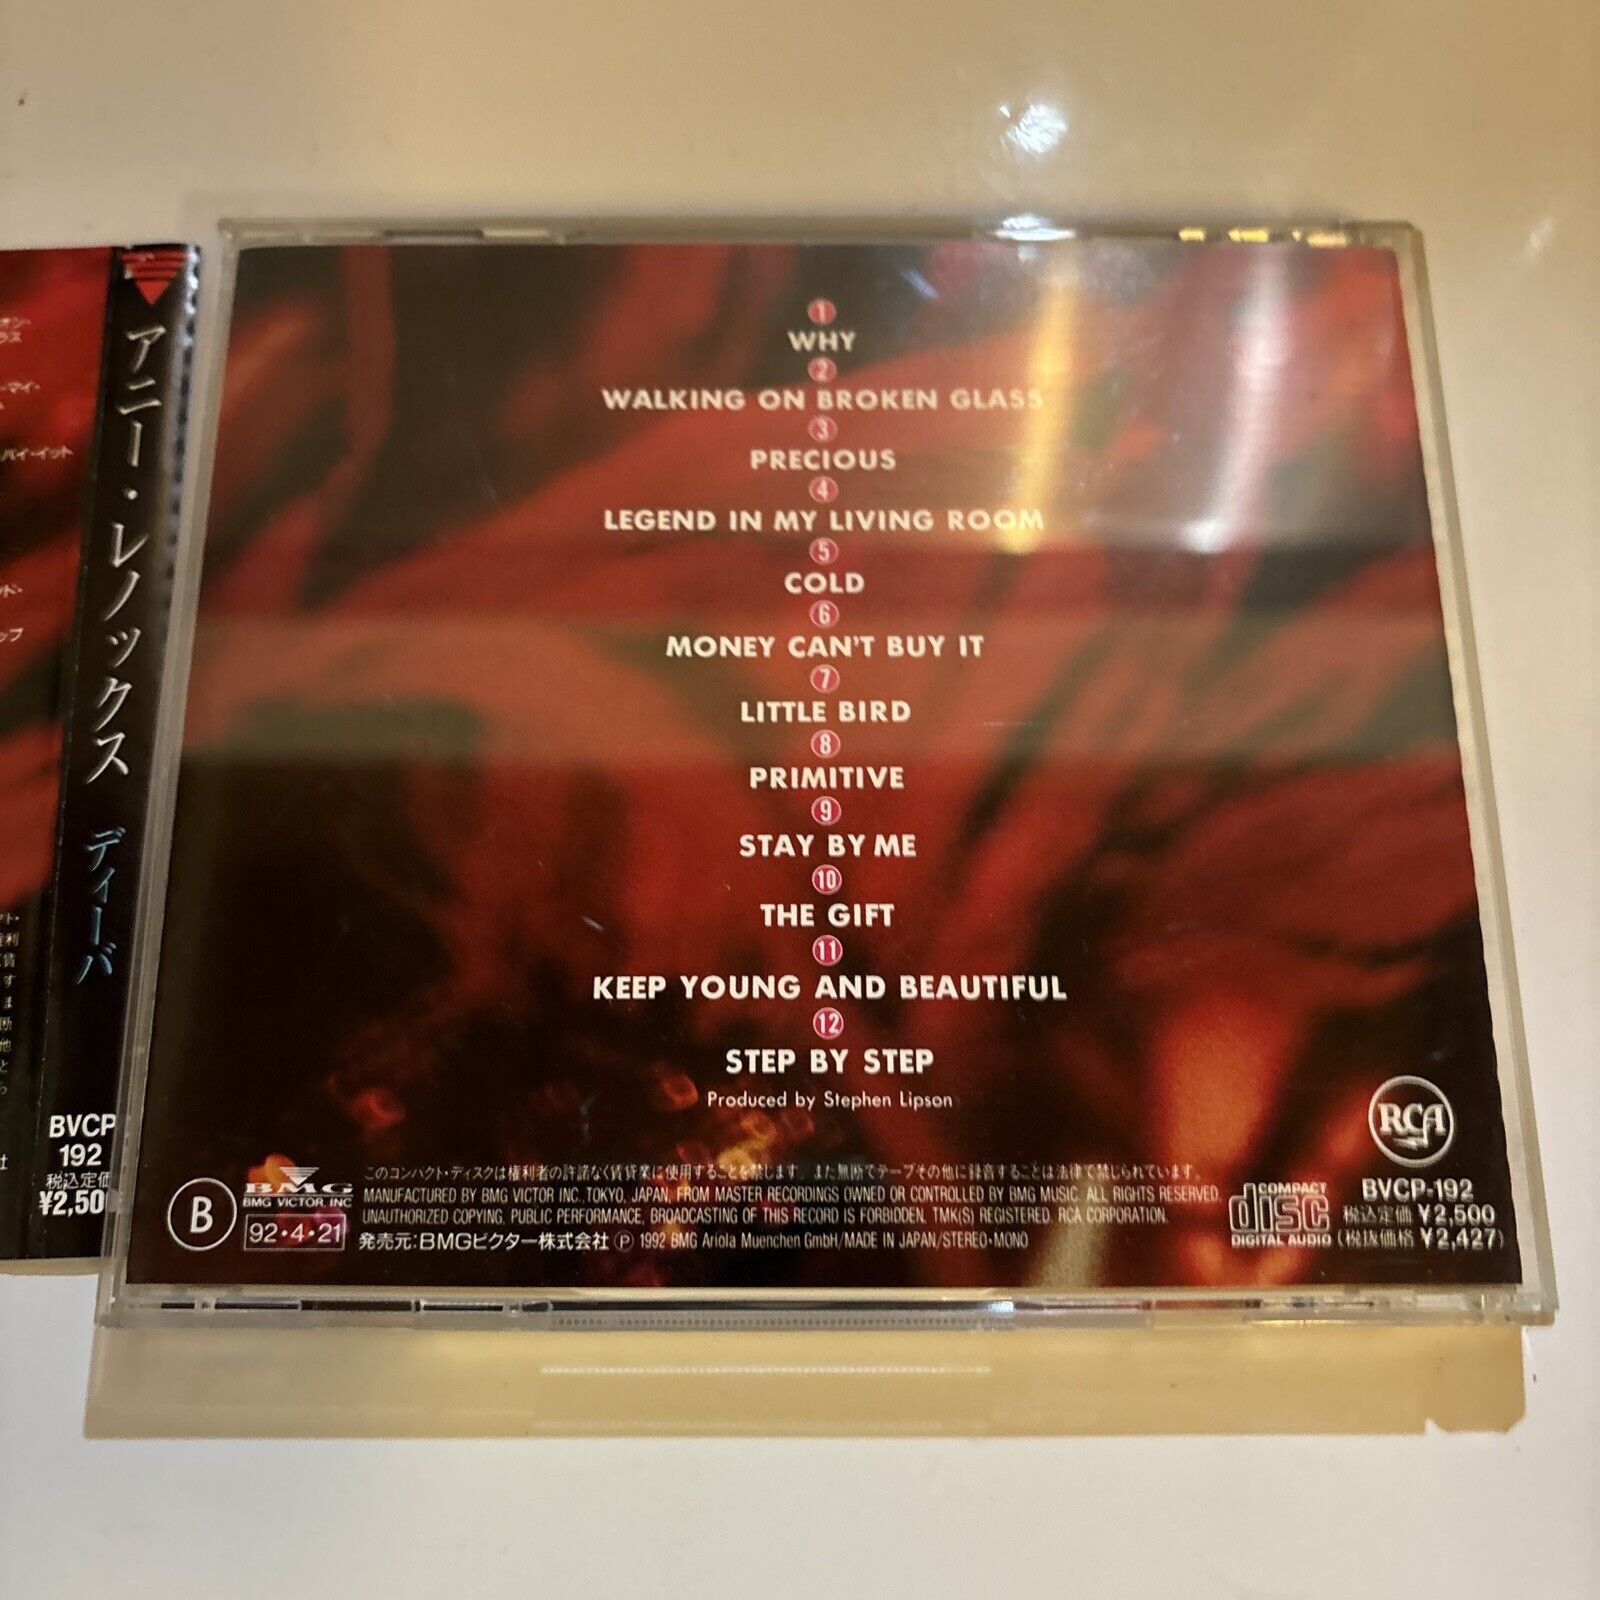 アニー・レノックス ディーバ
BVCP
192
税込定価
¥2,50
1
WHY
2
WALKING ON BROKEN GLASS
3
PRECIOUS
4
LEGEND IN MY LIVING ROOM
5
COLD
6
MONEY CAN'T BUY IT
7
LITTLE BIRD
8
PRIMITIVE
9
STAY BY ME
10
THE GIFT
11
KEEP YOUNG AND BEAUTIFUL
12
STEP BY STEP
Produced by Stephen Lipson
RCA
B
BMG
BMG VICTOR, INC
92・4・21
このコンパクト・ディスクは権利者の許諾なく賃貸業に使用することを禁じます。また無断でテープその他に録音することは法律で禁じられています。
MANUFACTURED BY BMG VICTOR INC., TOKYO, JAPAN, FROM MASTER RECORDINGS OWNED OR CONTROLLED BY BMG MUSIC. ALL RIGHTS RESERVED.
UNAUTHORIZED COPYING, PUBLIC PERFORMANCE, BROADCASTING OF THIS RECORD IS FORBIDDEN. TMK(S) REGISTERED. RCA CORPORATION.
発売元:BMGビクター株式会社 Ⓟ 1992 BMG Ariola Muenchen GmbH/MADE IN JAPAN/STEREO・MONO
COMPACT
disc
DIGITAL AUDIO
BVCP-192
税込定価 ¥2,500
(税抜価格 ¥2,427)